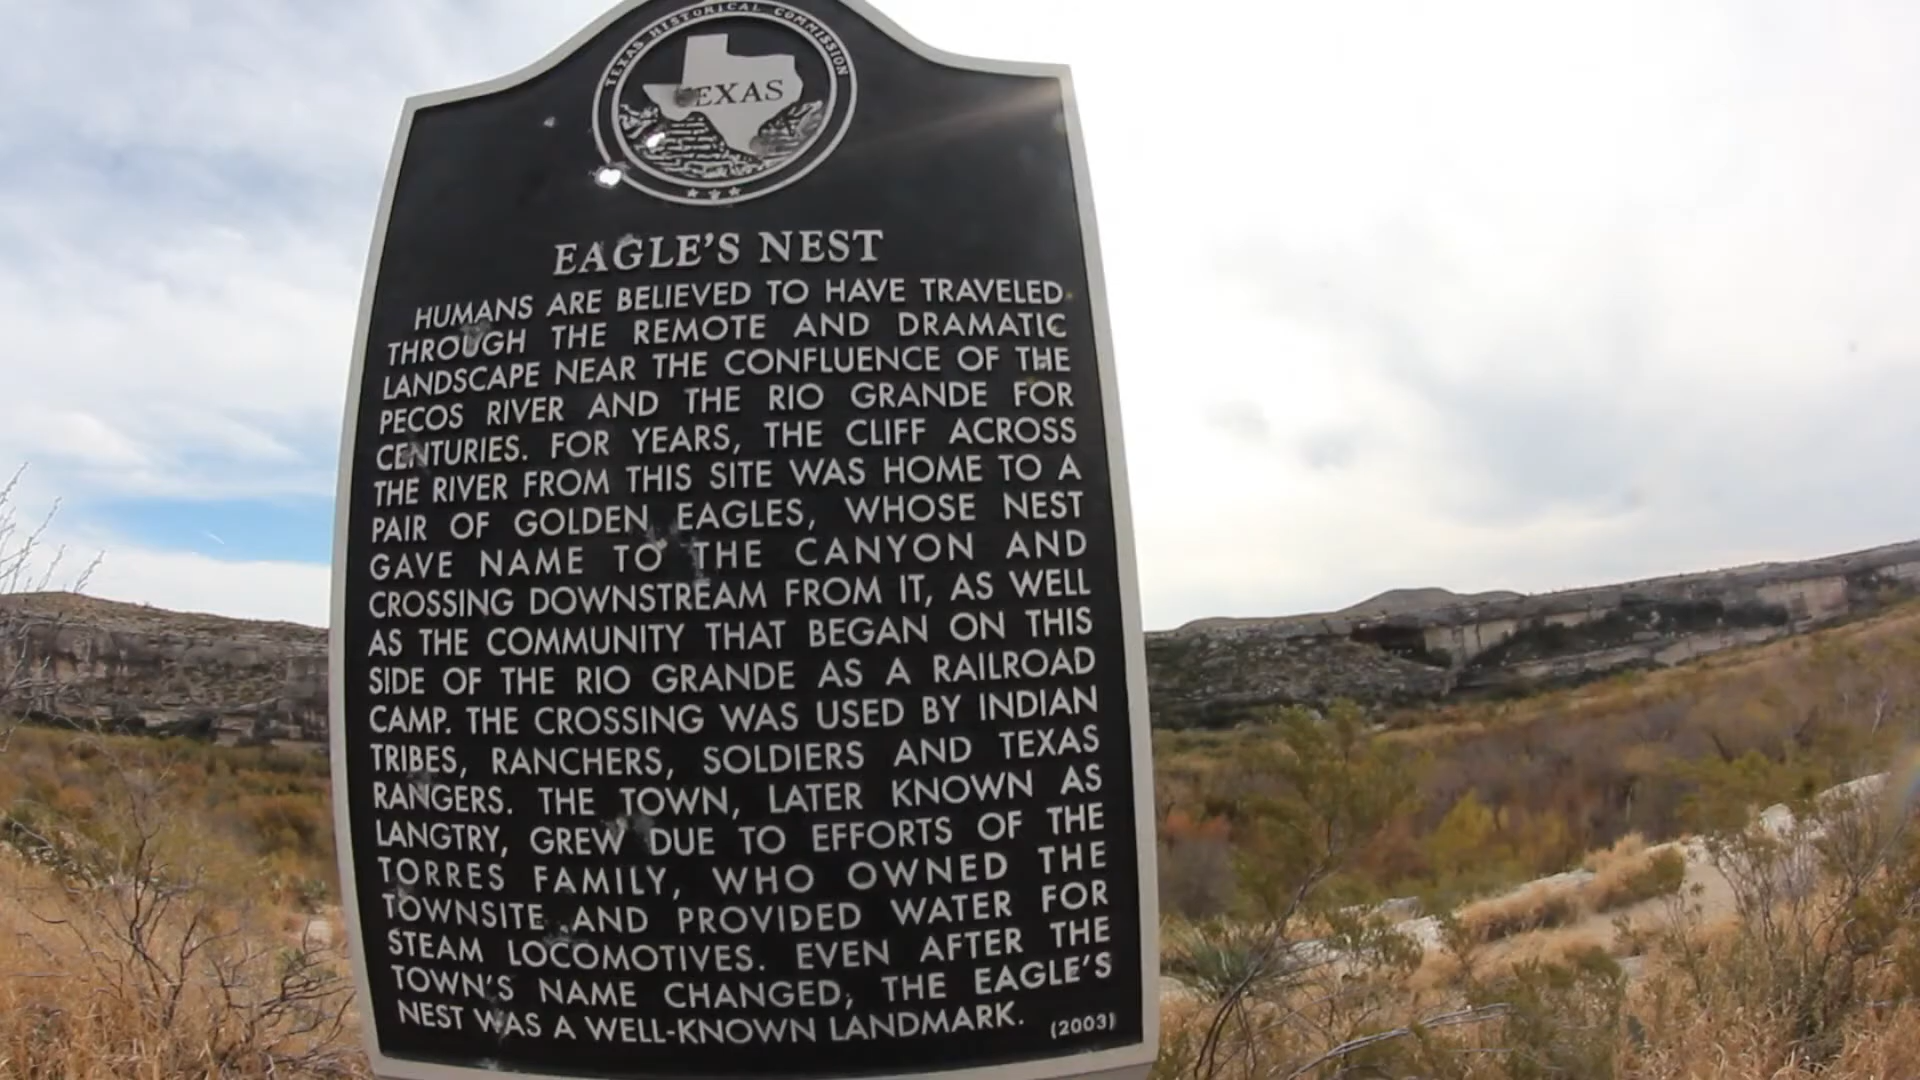 TEXAS HISTORICAL COMMISSION
TEXAS
EAGLE'S NEST
HUMANS ARE BELIEVED TO HAVE TRAVELED
THROUGH THE REMOTE AND DRAMATIC
LANDSCAPE NEAR THE CONFLUENCE OF THE
PECOS RIVER AND THE RIO GRANDE FOR
CENTURIES. FOR YEARS, THE CLIFF ACROSS
THE RIVER FROM THIS SITE WAS HOME TO A
PAIR OF GOLDEN EAGLES, WHOSE NEST
GAVE NAME TO THE CANYON AND
CROSSING DOWNSTREAM FROM IT, AS WELL
AS THE COMMUNITY THAT BEGAN ON THIS
SIDE OF THE RIO GRANDE AS A RAILROAD
CAMP. THE CROSSING WAS USED BY INDIAN
TRIBES, RANCHERS, SOLDIERS AND TEXAS
RANGERS. THE TOWN, LATER KNOWN AS
LANGTRY, GREW DUE TO EFFORTS OF THE
TORRES FAMILY, WHO OWNED THE
TOWNSITE AND PROVIDED WATER FOR
STEAM LOCOMOTIVES. EVEN AFTER THE
TOWN'S NAME CHANGED, THE EAGLE'S
NEST WAS A WELL-KNOWN LANDMARK. (2003)